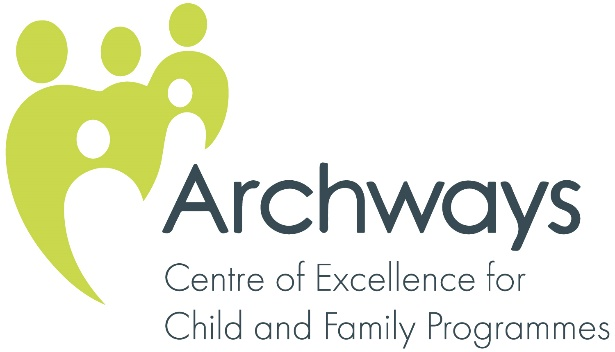 Archways
Centre of Excellence for
Child and Family Programmes